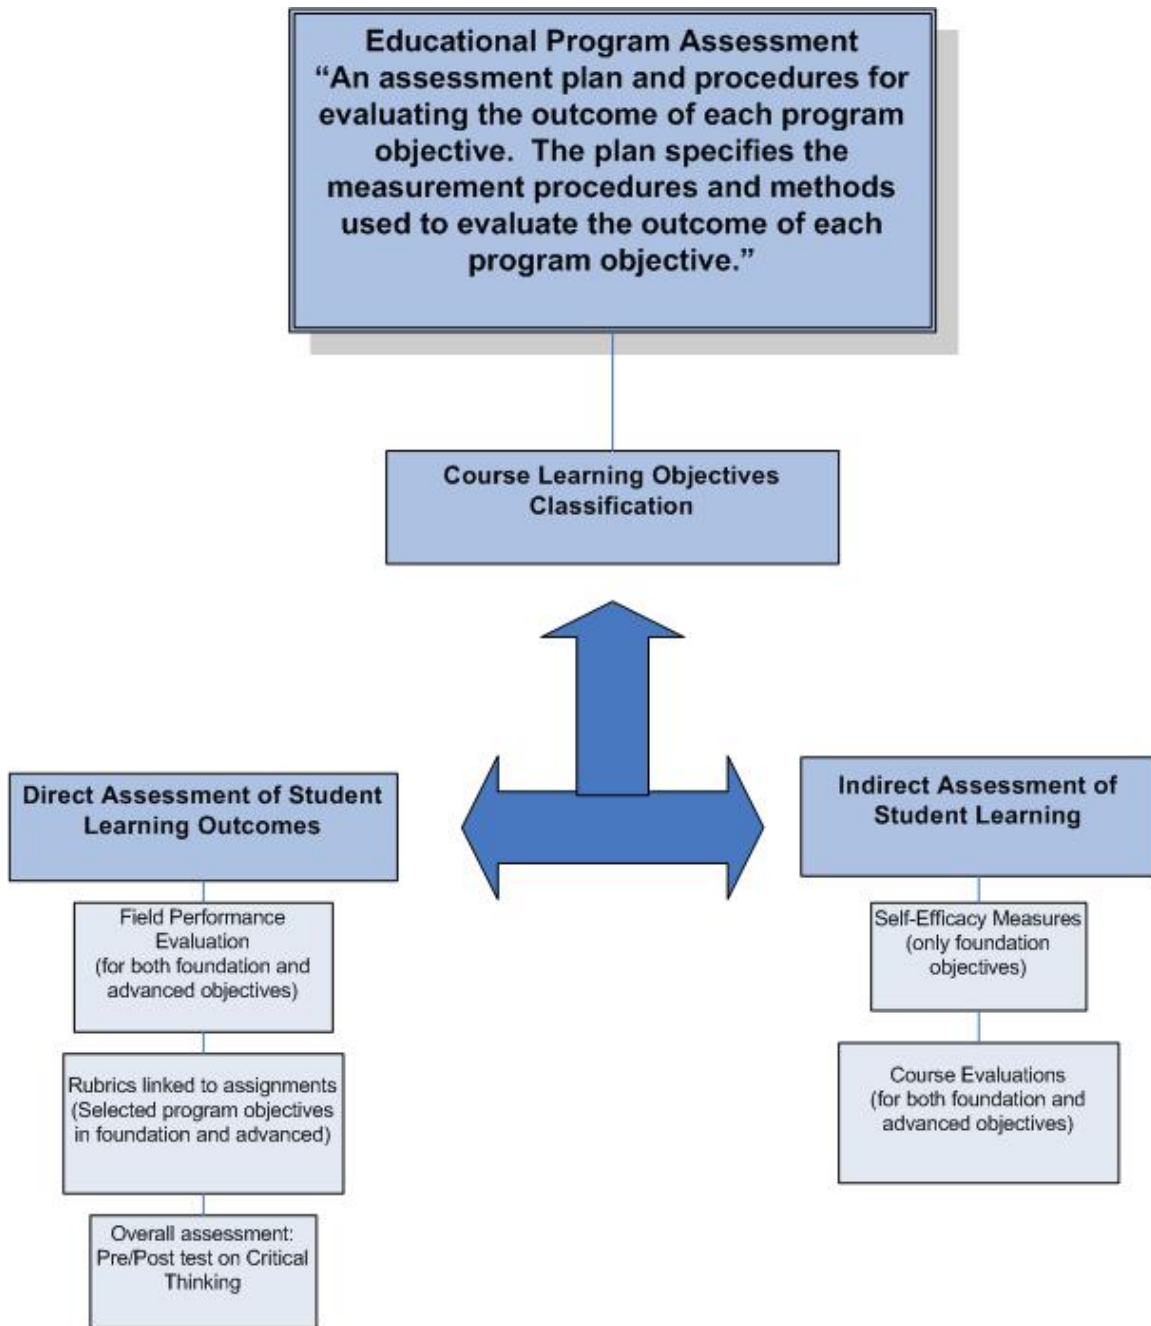 Educational Program Assessment
“An assessment plan and procedures for
evaluating the outcome of each program
objective.  The plan specifies the
measurement procedures and methods
used to evaluate the outcome of each
program objective.”
Course Learning Objectives
Classification
Direct Assessment of Student
Learning Outcomes
Field Performance
Evaluation
(for both foundation and
advanced objectives)
Rubrics linked to assignments
(Selected program objectives
in foundation and advanced)
Overall assessment:
Pre/Post test on Critical
Thinking
Indirect Assessment of
Student Learning
Self-Efficacy Measures
(only foundation
objectives)
Course Evaluations
(for both foundation and
advanced objectives)